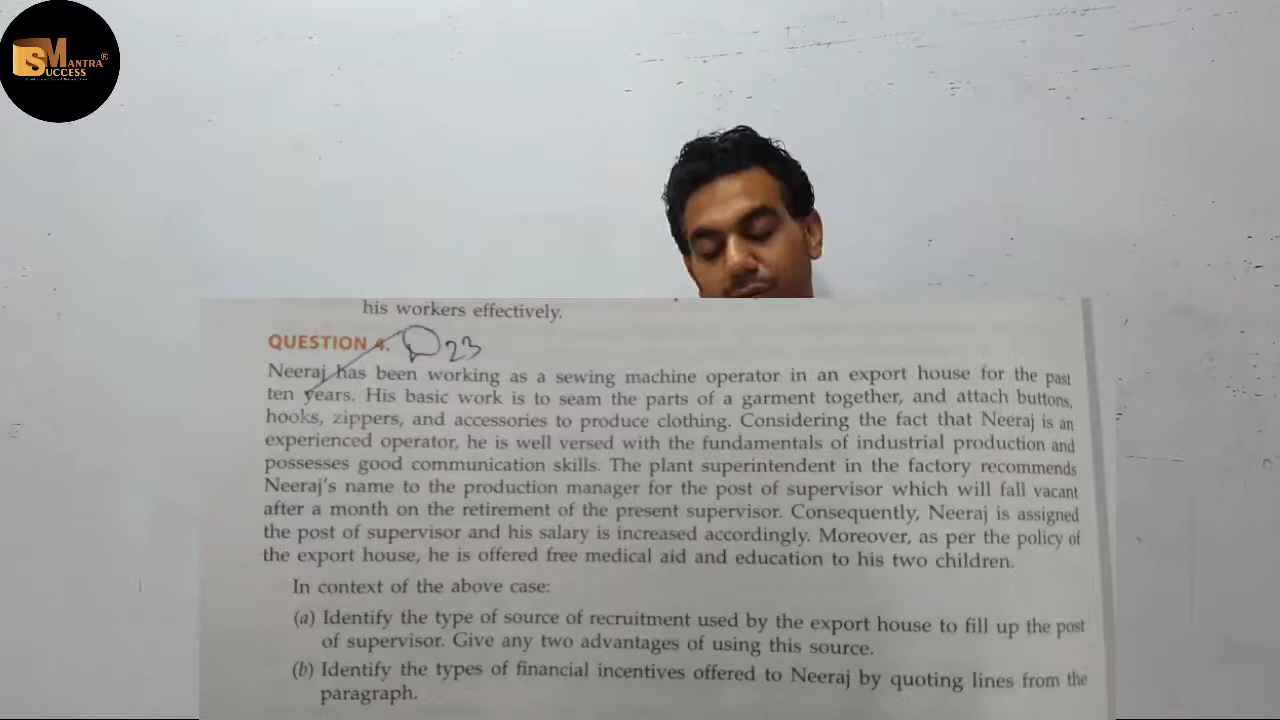 SMANTRA®
SUCCESS
his workers effectively.
QUESTION 4. 23
Neeraj has been working as a sewing machine operator in an export house for the past
ten years. His basic work is to seam the parts of a garment together, and attach buttons,
hooks, zippers, and accessories to produce clothing. Considering the fact that Neeraj is an
experienced operator, he is well versed with the fundamentals of industrial production and
possesses good communication skills. The plant superintendent in the factory recommends
Neeraj's name to the production manager for the post of supervisor which will fall vacant
after a month on the retirement of the present supervisor. Consequently, Neeraj is assigned
the post of supervisor and his salary is increased accordingly. Moreover, as per the policy of
the export house, he is offered free medical aid and education to his two children.
In context of the above case:
(a) Identify the type of source of recruitment used by the export house to fill up the post
of supervisor. Give any two advantages of using this source.
(b) Identify the types of financial incentives offered to Neeraj by quoting lines from the
paragraph.